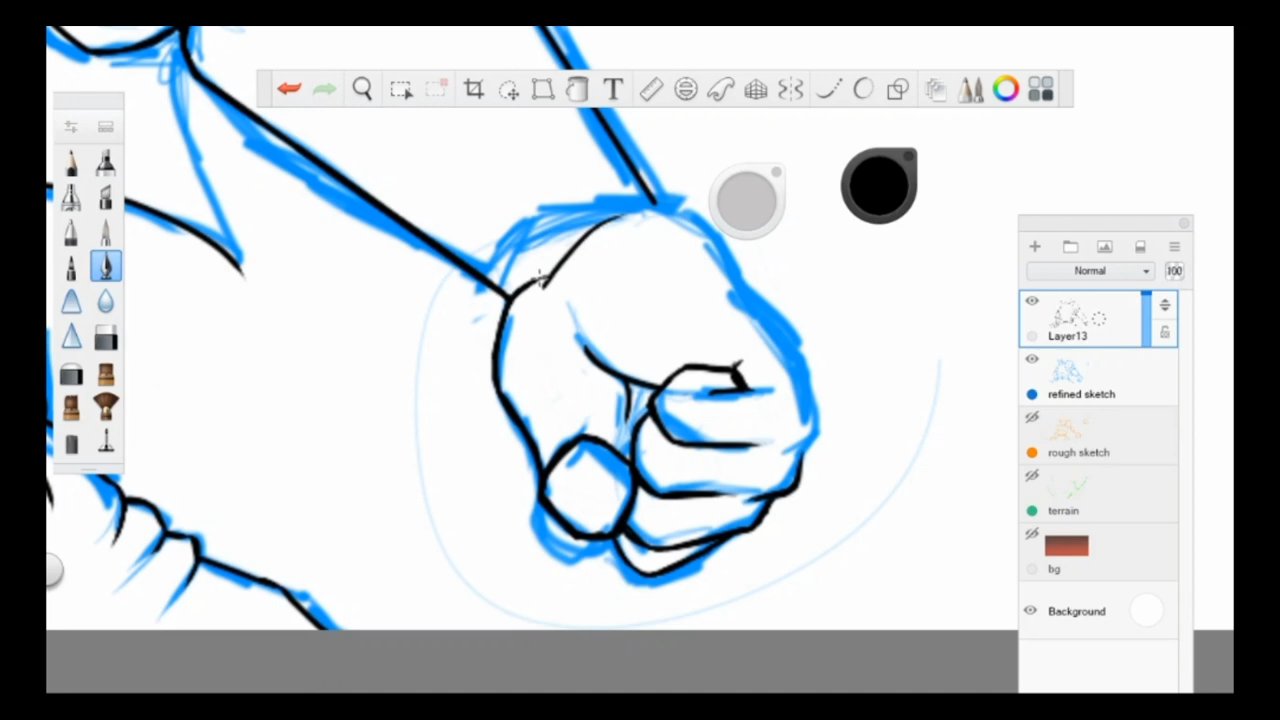 T
Normal
100
Layer13
refined sketch
rough sketch
terrain
bg
Background